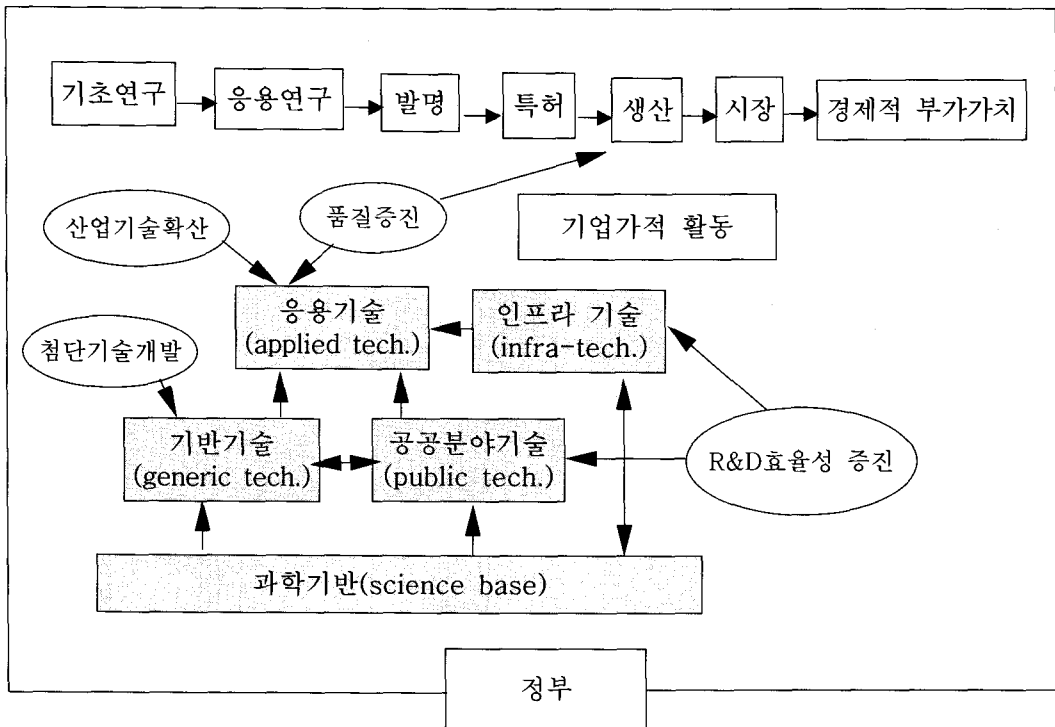 기초연구
응용연구
발명
특허
생산
시장
경제적 부가가치
산업기술확산
품질증진
기업가적 활동
응용기술
(applied tech.)
인프라 기술
(infra-tech.)
첨단기술개발
기반기술
(generic tech.)
공공분야기술
(public tech.)
R&D효율성 증진
과학기반(science base)
정부